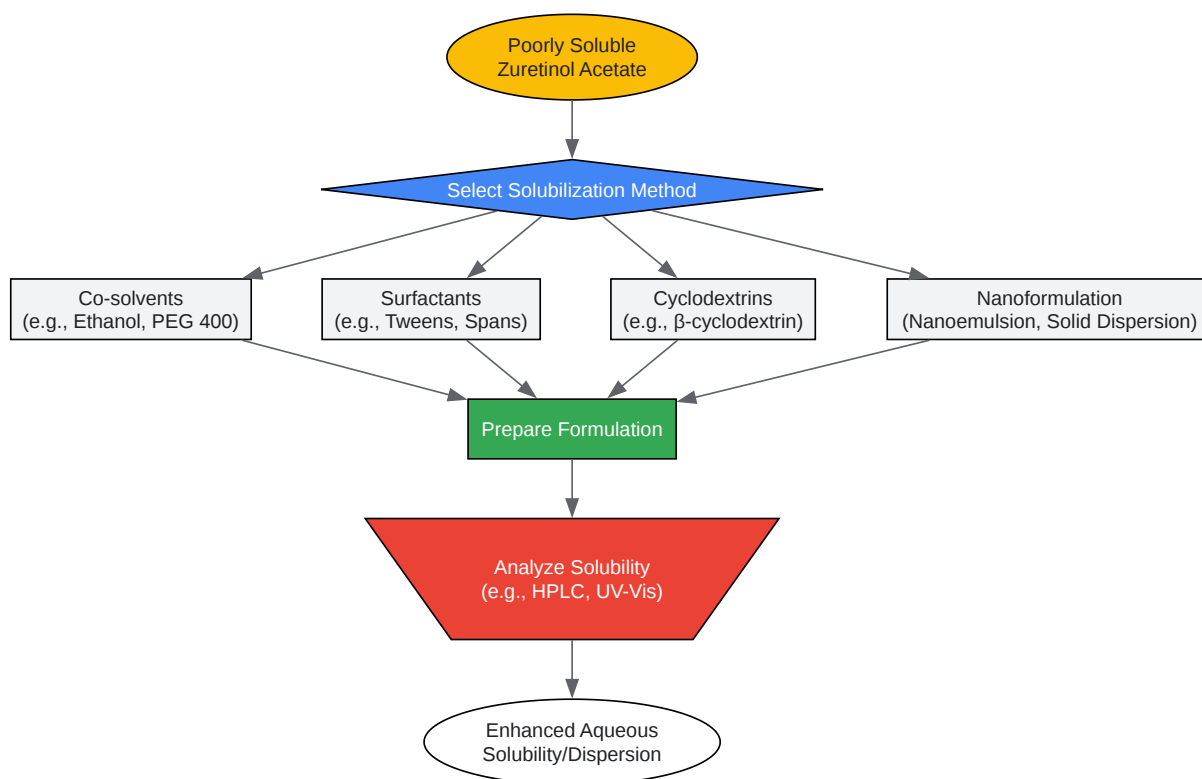 Poorly Soluble
Zuretinol Acetate
Select Solubilization Method
Co-solvents
(e.g., Ethanol, PEG 400)
Surfactants
(e.g., Tweens, Spans)
Cyclodextrins
(e.g., β-cyclodextrin)
Nanoformulation
(Nanoemulsion, Solid Dispersion)
Prepare Formulation
Analyze Solubility
(e.g., HPLC, UV-Vis)
Enhanced Aqueous
Solubility/Dispersion